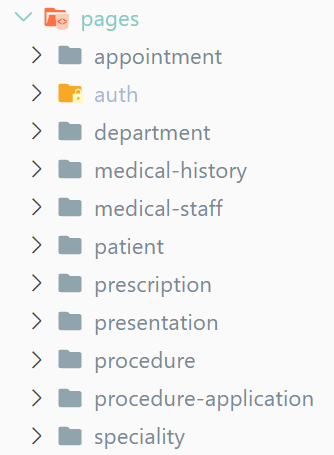 pages
appointment
auth
department
medical-history
medical-staff
patient
prescription
presentation
procedure
procedure-application
speciality